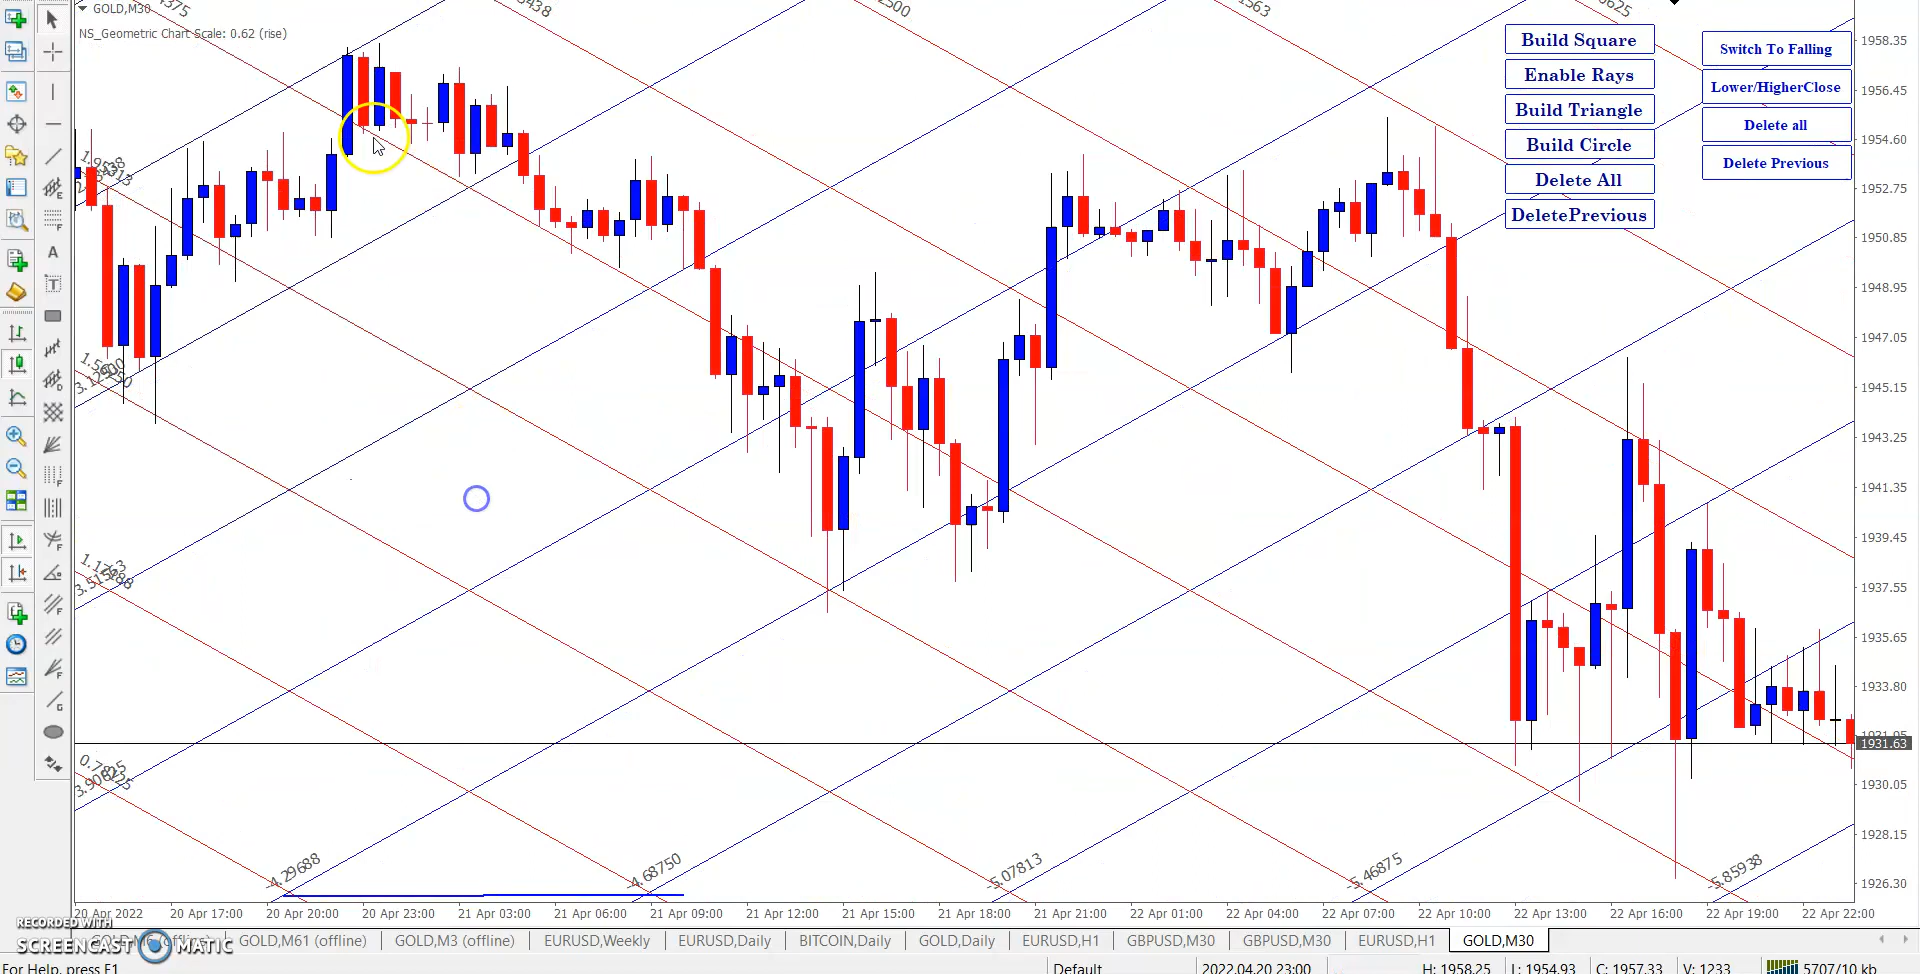 GOLD,M30
NS_Geometric Chart Scale: 0.62 (rise)
4375
3438
2500
1563
0625
Build Square
Enable Rays
Build Triangle
Build Circle
Delete All
DeletePrevious
Switch To Falling
Lower/HigherClose
Delete all
Delete Previous
1958.35
1956.45
1954.60
1952.75
1950.85
1948.95
1947.05
1945.15
1943.25
1941.35
1939.45
1937.55
1935.65
1933.80
1931.63
1930.05
1928.15
1926.30
-4.29688
-4.68750
-5.07813
-5.46875
-5.85938
20 Apr 2022
20 Apr 17:00
20 Apr 20:00
20 Apr 23:00
21 Apr 03:00
21 Apr 06:00
21 Apr 09:00
21 Apr 12:00
21 Apr 15:00
21 Apr 18:00
21 Apr 21:00
22 Apr 01:00
22 Apr 04:00
22 Apr 07:00
22 Apr 10:00
22 Apr 13:00
22 Apr 16:00
22 Apr 19:00
22 Apr 22:00
RECORDED WITH
SCREENCAST MATIC
GOLD,M61 (offline)
GOLD,M3 (offline)
EURUSD,Weekly
EURUSD,Daily
BITCOIN,Daily
GOLD,Daily
EURUSD,H1
GBPUSD,M30
GBPUSD,M30
EURUSD,H1
GOLD,M30
For Help, press F1
Default
2022.04.20 23:00
H: 1958.25
L: 1954.93
C: 1957.33
V: 1233
5707/10 kb